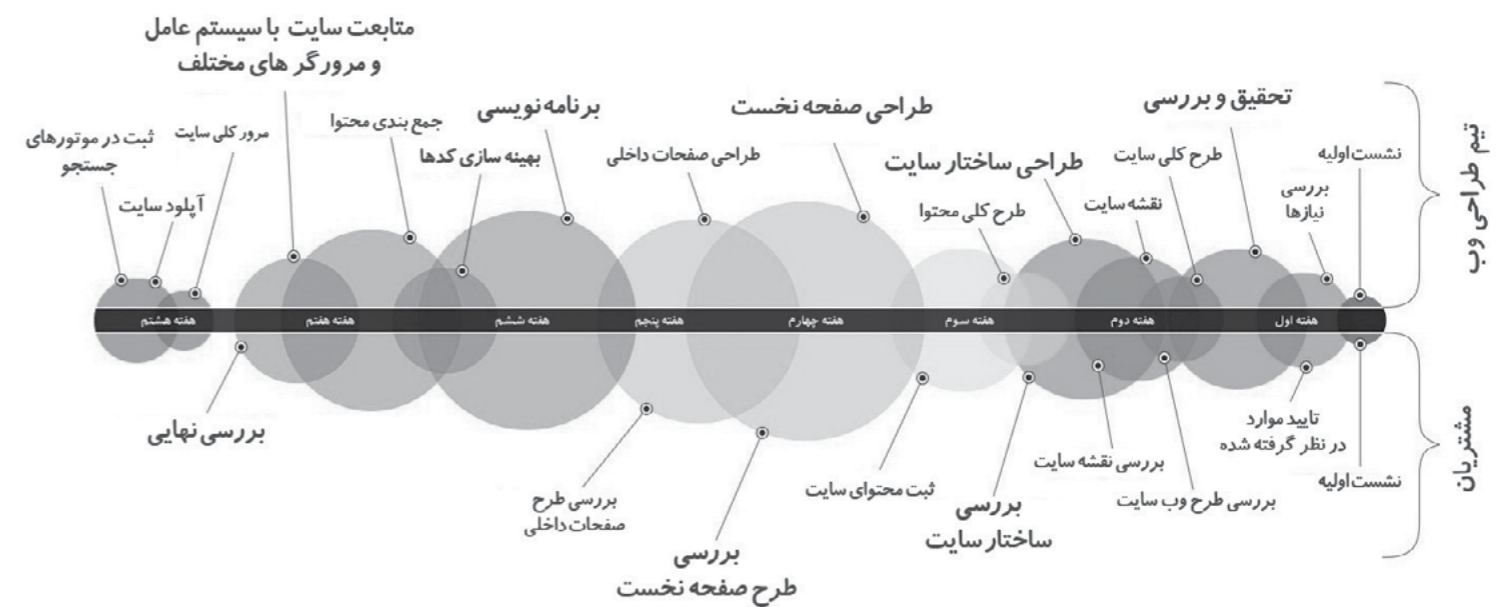 تیم طراحی وب
نشست اولیه
بررسی
نیازها
تحقیق و بررسی
طرح کلی سایت
نقشه سایت
طراحی ساختار سایت
طرح کلی محتوا
طراحی صفحه نخست
طراحی صفحات داخلی
برنامه نویسی
بهینه سازی کدها
جمع بندی محتوا
متابعت سایت با سیستم عامل
و مرورگر های مختلف
مرور کلی سایت
آپلود سایت
ثبت در موتورهای
جستجو
هفته اول
هفته دوم
هفته سوم
هفته چهارم
هفته پنجم
هفته ششم
هفته هفتم
هفته هشتم
مشتریان
نشست اولیه
تایید موارد
در نظر گرفته شده
بررسی طرح وب سایت
بررسی نقشه سایت
بررسی
ساختار سایت
ثبت محتوای سایت
بررسی
طرح صفحه نخست
بررسی طرح
صفحات داخلی
بررسی نهایی